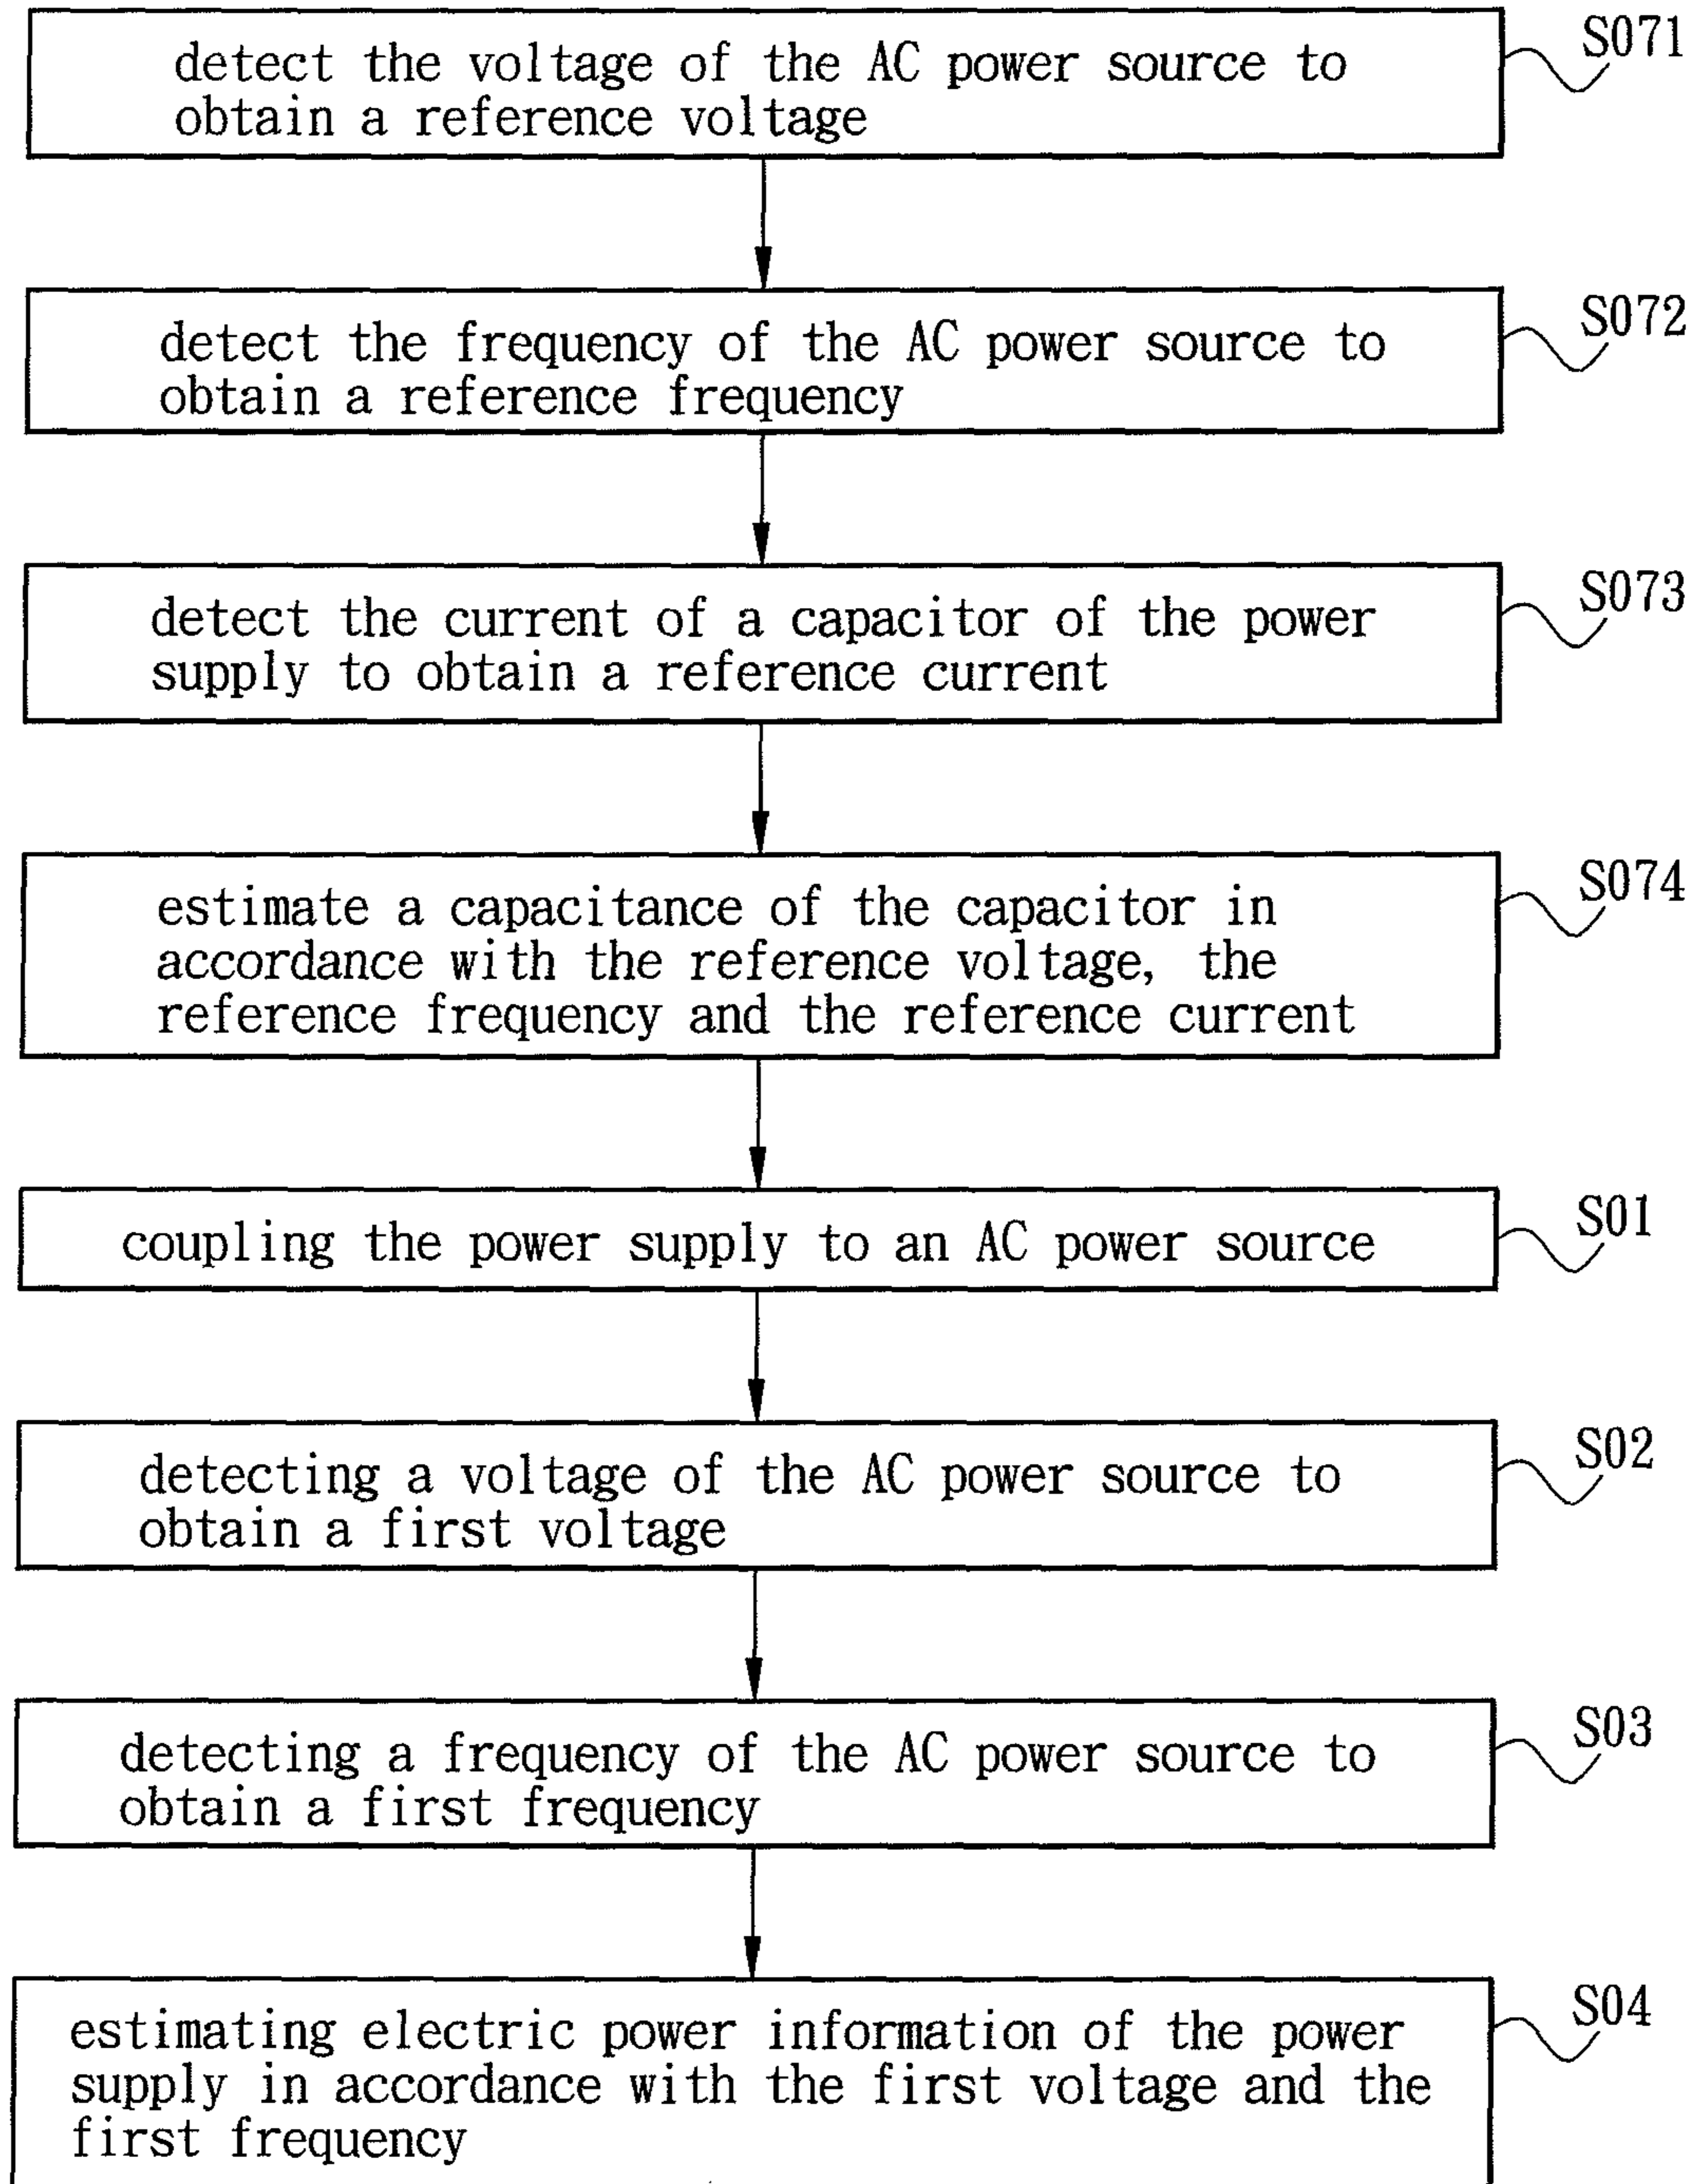 detect the voltage of the AC power source to
obtain a reference voltage
S071
detect the frequency of the AC power source to
obtain a reference frequency
S072
detect the current of a capacitor of the power
supply to obtain a reference current
S073
estimate a capacitance of the capacitor in
accordance with the reference voltage, the
reference frequency and the reference current
S074
coupling the power supply to an AC power source
S01
detecting a voltage of the AC power source to
obtain a first voltage
S02
detecting a frequency of the AC power source to
obtain a first frequency
S03
estimating electric power information of the power
supply in accordance with the first voltage and the
first frequency
S04